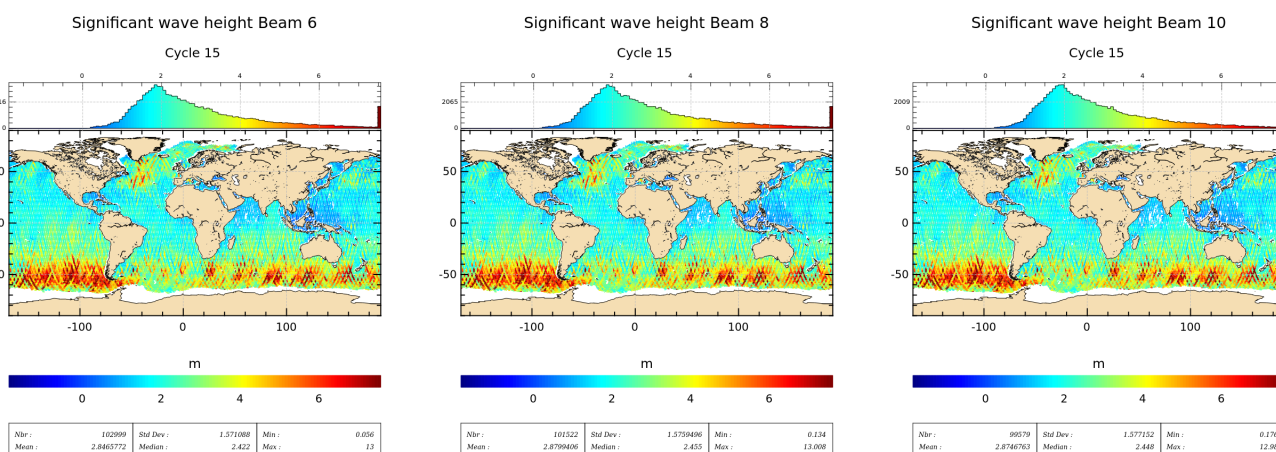 Significant wave height Beam 6
Cycle 15
0 2 4 6
16
0
50
0
0
-100 0 100
m
0 2 4 6
Nbr : 102999 Std Dev : 1.571088 Min : 0.056
Mean : 2.8465772 Median : 2.422 Max : 13
Significant wave height Beam 8
Cycle 15
0 2 4 6
2065
0
50
0
-50
-100 0 100
m
0 2 4 6
Nbr : 101522 Std Dev : 1.5759496 Min : 0.134
Mean : 2.8799406 Median : 2.455 Max : 13.008
Significant wave height Beam 10
Cycle 15
0 2 4 6
2009
0
50
0
-50
-100 0 100
m
0 2 4 6
Nbr : 99579 Std Dev : 1.577152 Min :
Mean : 2.8746763 Median : 2.448 Max :